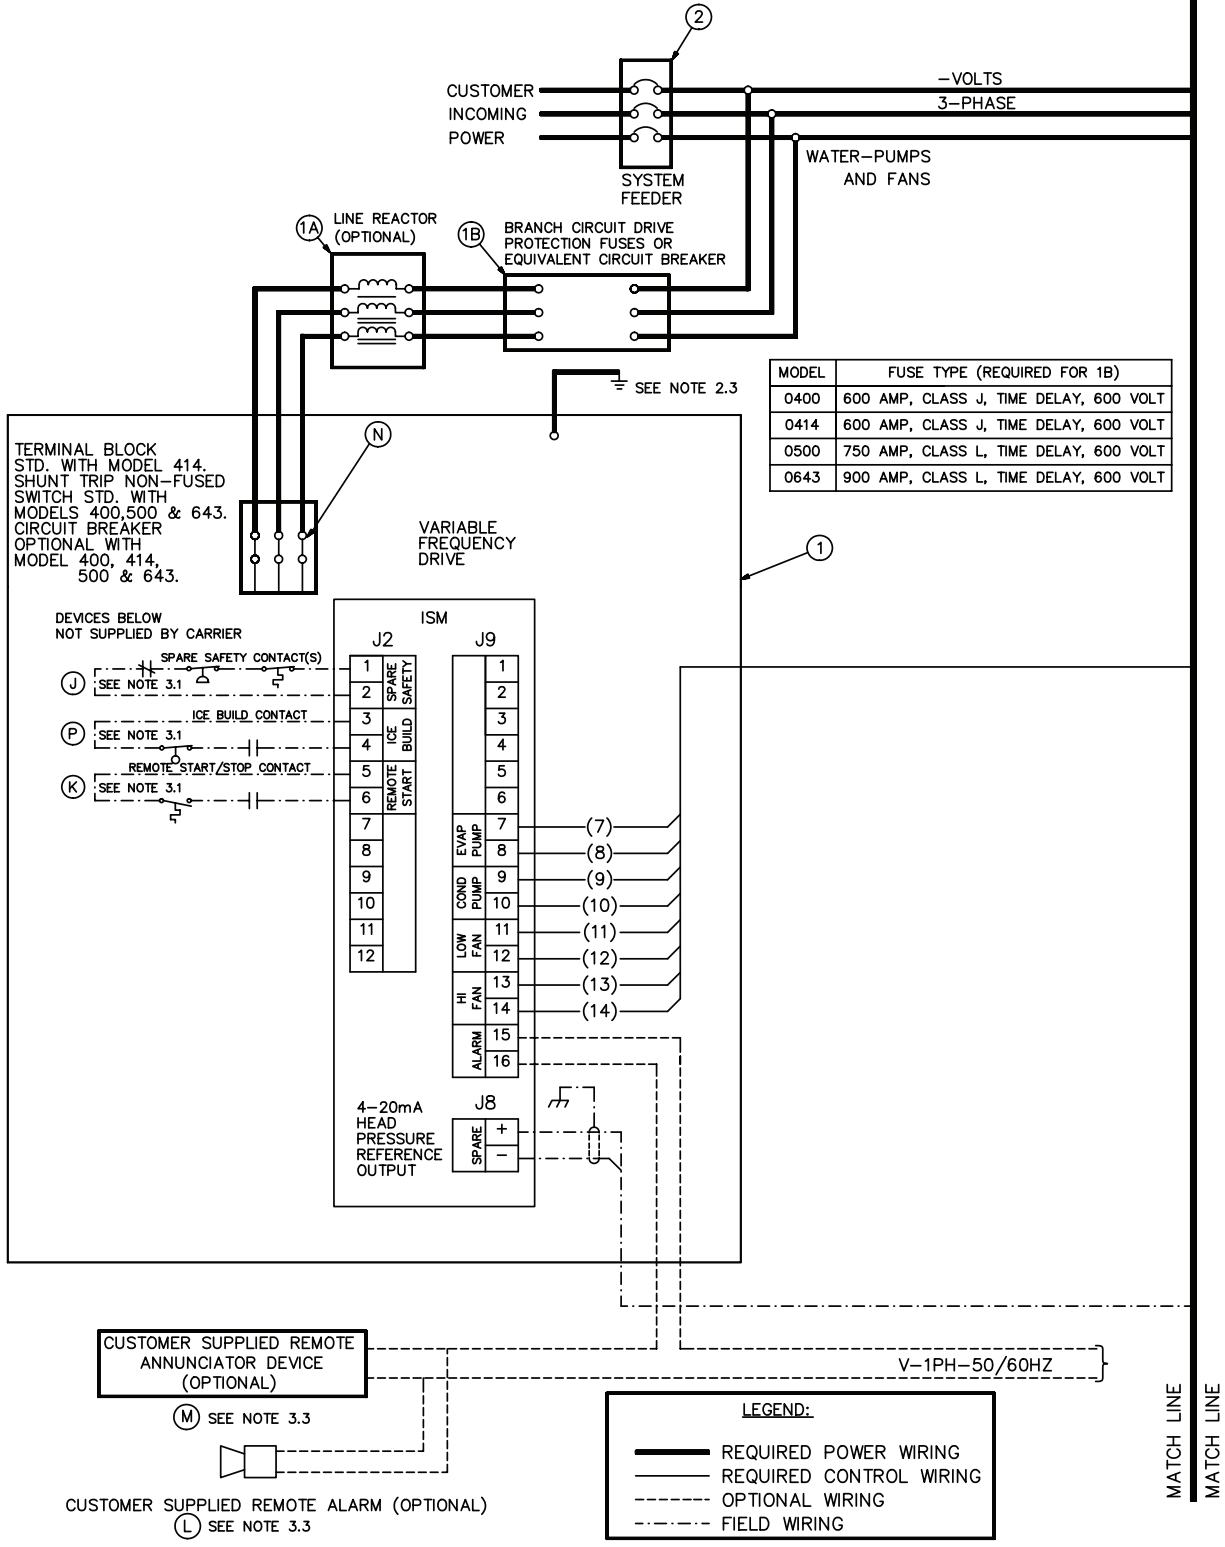 2
CUSTOMER
INCOMING
POWER
-VOLTS
3-PHASE
WATER-PUMPS
AND FANS
SYSTEM
FEEDER
1A
LINE REACTOR
(OPTIONAL)
1B
BRANCH CIRCUIT DRIVE
PROTECTION FUSES OR
EQUIVALENT CIRCUIT BREAKER
SEE NOTE 2.3
MODEL FUSE TYPE (REQUIRED FOR 1B)
0400 600 AMP, CLASS J, TIME DELAY, 600 VOLT
0414 600 AMP, CLASS J, TIME DELAY, 600 VOLT
0500 750 AMP, CLASS L, TIME DELAY, 600 VOLT
0643 900 AMP, CLASS L, TIME DELAY, 600 VOLT
N
TERMINAL BLOCK
STD. WITH MODEL 414.
SHUNT TRIP NON-FUSED
SWITCH STD. WITH
MODELS 400,500 & 643.
CIRCUIT BREAKER
OPTIONAL WITH
MODEL 400, 414,
500 & 643.
VARIABLE
FREQUENCY
DRIVE
1
DEVICES BELOW
NOT SUPPLIED BY CARRIER
SPARE SAFETY CONTACT(S)
J
SEE NOTE 3.1
ICE BUILD CONTACT
P
SEE NOTE 3.1
REMOTE START/STOP CONTACT
K
SEE NOTE 3.1
ISM
J2
1
2
3
4
5
6
7
8
9
10
11
12
SPARE
SAFETY
ICE
BUILD
REMOTE
START
J9
1
2
3
4
5
6
7
8
9
10
11
12
13
14
15
16
EVAP
PUMP
COND
PUMP
LOW
FAN
HI
FAN
ALARM
(7)
(8)
(9)
(10)
(11)
(12)
(13)
(14)
4-20mA
HEAD
PRESSURE
REFERENCE
OUTPUT
J8
SPARE
+
-
CUSTOMER SUPPLIED REMOTE
ANNUNCIATOR DEVICE
(OPTIONAL)
M SEE NOTE 3.3
V-1PH-50/60HZ
CUSTOMER SUPPLIED REMOTE ALARM (OPTIONAL)
L SEE NOTE 3.3
LEGEND:
REQUIRED POWER WIRING
REQUIRED CONTROL WIRING
OPTIONAL WIRING
FIELD WIRING
MATCH LINE
MATCH LINE